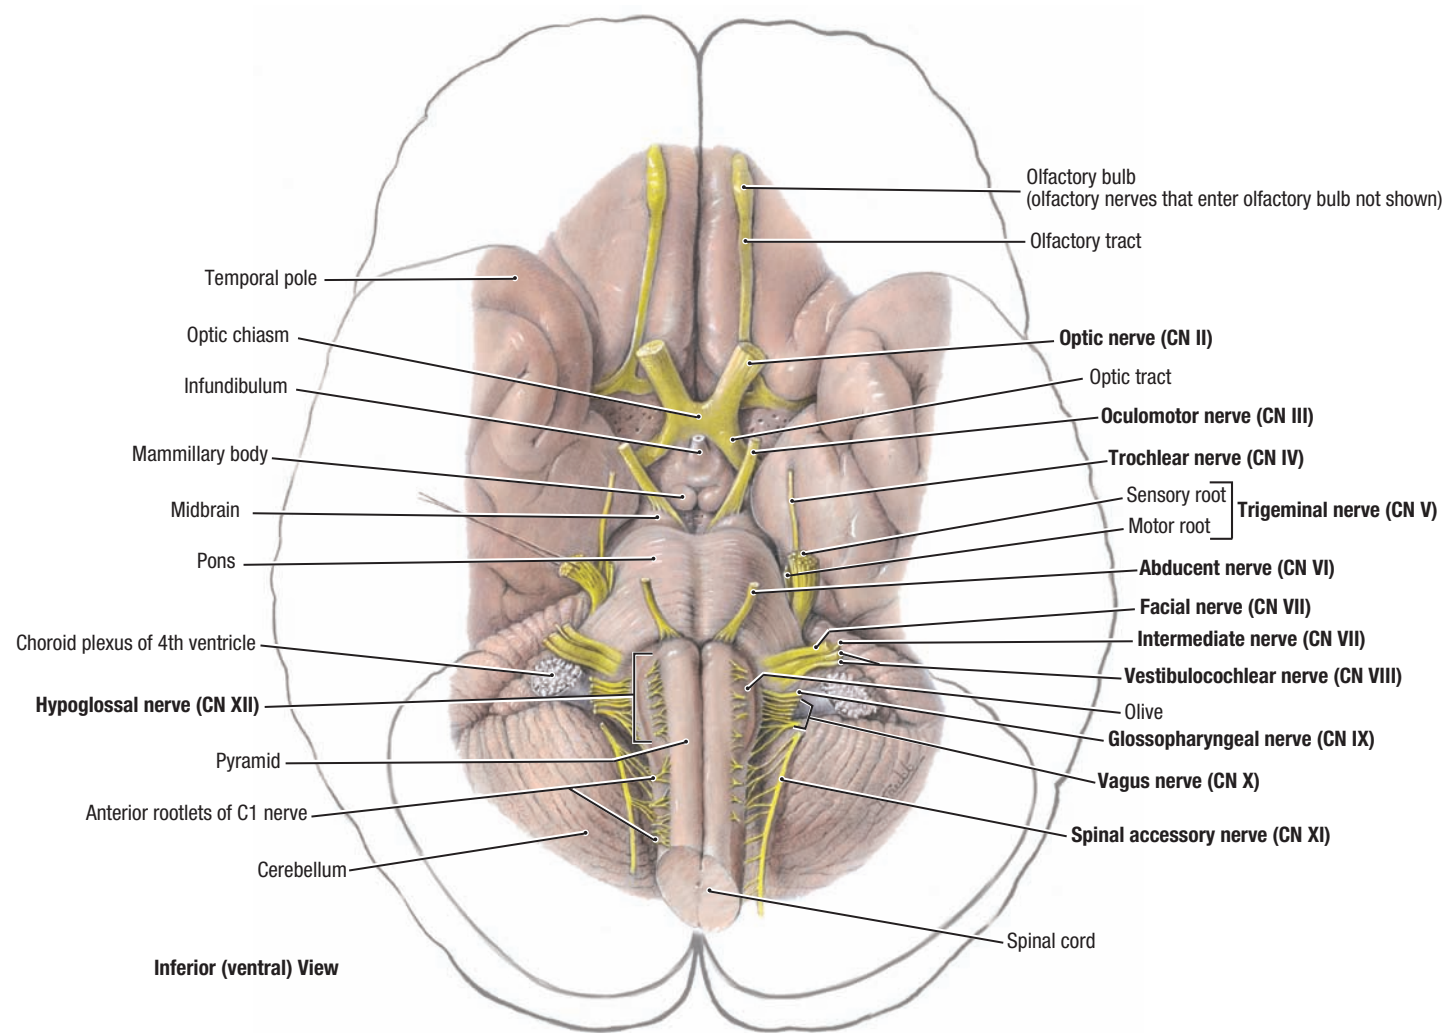 Olfactory bulb
(olfactory nerves that enter olfactory bulb not shown)
Olfactory tract
Temporal pole
Optic chiasm
Optic nerve (CN II)
Infundibulum
Optic tract
Oculomotor nerve (CN III)
Mammillary body
Trochlear nerve (CN IV)
Sensory root
Midbrain
Trigeminal nerve (CN V)
Motor root
Pons
Abducent nerve (CN VI)
Facial nerve (CN VII)
Choroid plexus of 4th ventricle
Intermediate nerve (CN VII)
Vestibulocochlear nerve (CN VIII)
Hypoglossal nerve (CN XII)
Olive
Glossopharyngeal nerve (CN IX)
Pyramid
Vagus nerve (CN X)
Anterior rootlets of C1 nerve
Spinal accessory nerve (CN XI)
Cerebellum
Spinal cord
Inferior (ventral) View